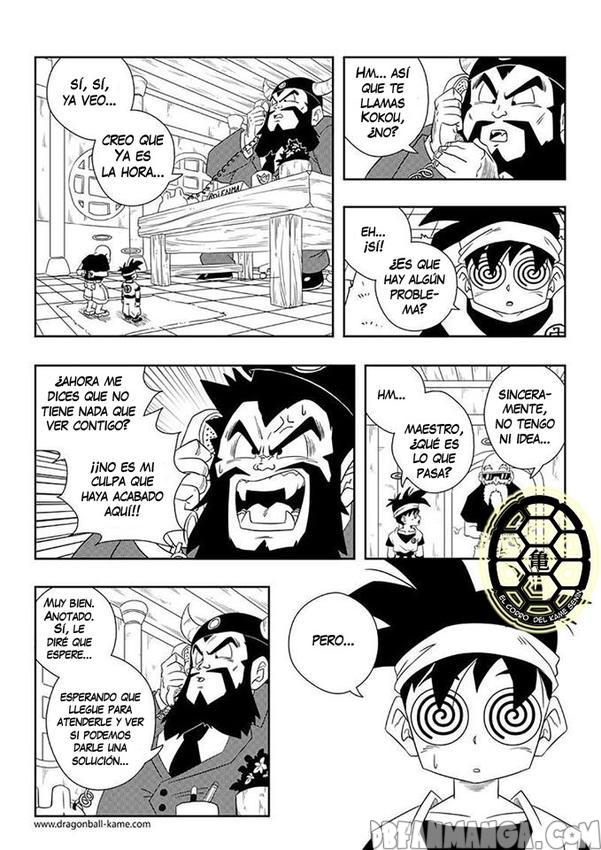 SÍ, SÍ,
YA VEO...
CREO QUE
YA ES
LA HORA...
HM... ASÍ
QUE TE
LLAMAS
KOKOU,
¿NO?
EH...
¡SÍ!
¿ES QUE
HAY ALGÚN
PROBLE-
MA?
¿AHORA ME
DICES QUE NO
TIENE NADA QUE
VER CONTIGO?
¡¡NO ES MI
CULPA QUE
HAYA ACABADO
AQUÍ!!
HM...
MAESTRO,
¿QUÉ ES
LO QUE
PASA?
SINCERA-
MENTE,
NO TENGO
NI IDEA...
亀
EL CORRO DEL KAME SENIN
MUY BIEN.
ANOTADO.
SÍ, LE
DIRÉ QUE
ESPERE...
ESPERANDO QUE
LLEGUE PARA
ATENDERLE Y VER
SI PODEMOS
DARLE UNA
SOLUCIÓN...
PERO...
www.dragonball-kame.com
DBFANMANGA.COM